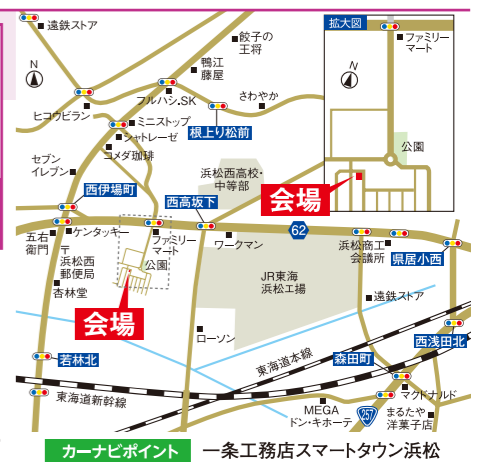 遠鉄ストア
餃子の
王将
鴨江
藤屋
N
ヒコウビラン
フルハシ.SK
さわやか
根上り松前
ミニストップ
シャトレーゼ
コメダ珈琲
セブン
イレブン
浜松西高校・
中等部
拡大図
ファミリー
マート
N
公園
会場
西伊場町
西高坂下
62
五右
衛門
ケンタッキー
〒
浜松西
郵便局
杏林堂
ファミリー
マート
公園
会場
ワークマン
浜松商工
会議所
県居小西
JR東海
浜松工場
遠鉄ストア
ローソン
西浅田北
若林北
東海道本線
森田町
東海道新幹線
マクドナルド
MEGA
ドン・キホーテ
257
まるたや
洋菓子店
カーナビポイント 一条工務店スマートタウン浜松